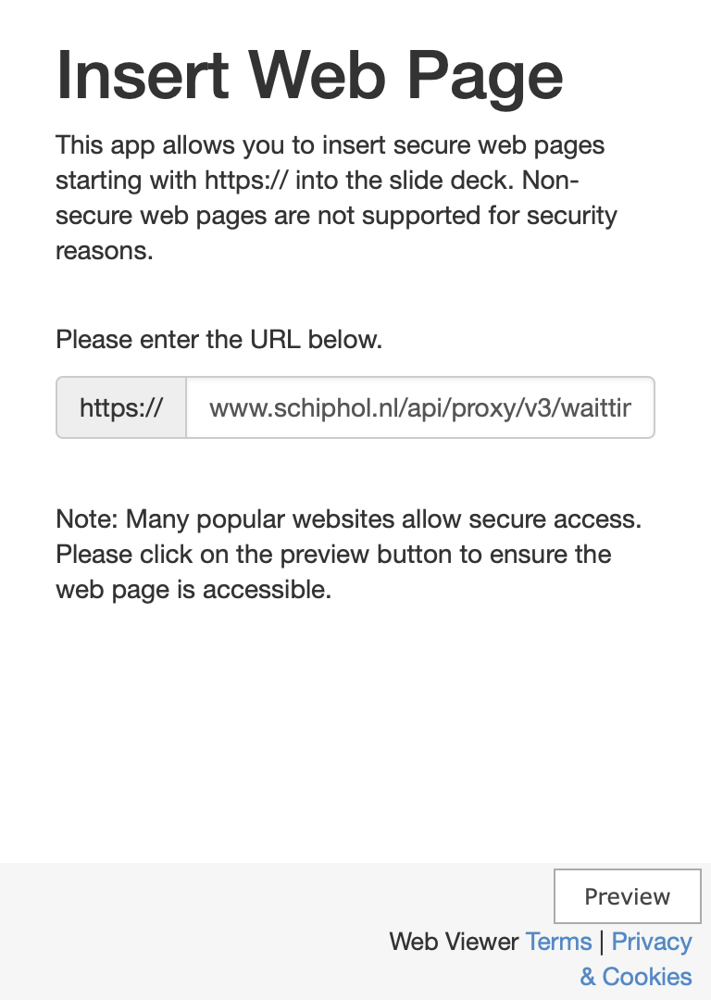 Insert Web Page
This app allows you to insert secure web pages
starting with https:// into the slide deck. Non-
secure web pages are not supported for security
reasons.
Please enter the URL below.
https:// www.schiphol.nl/api/proxy/v3/waittir
Note: Many popular websites allow secure access.
Please click on the preview button to ensure the
web page is accessible.
Preview
Web Viewer Terms | Privacy
& Cookies